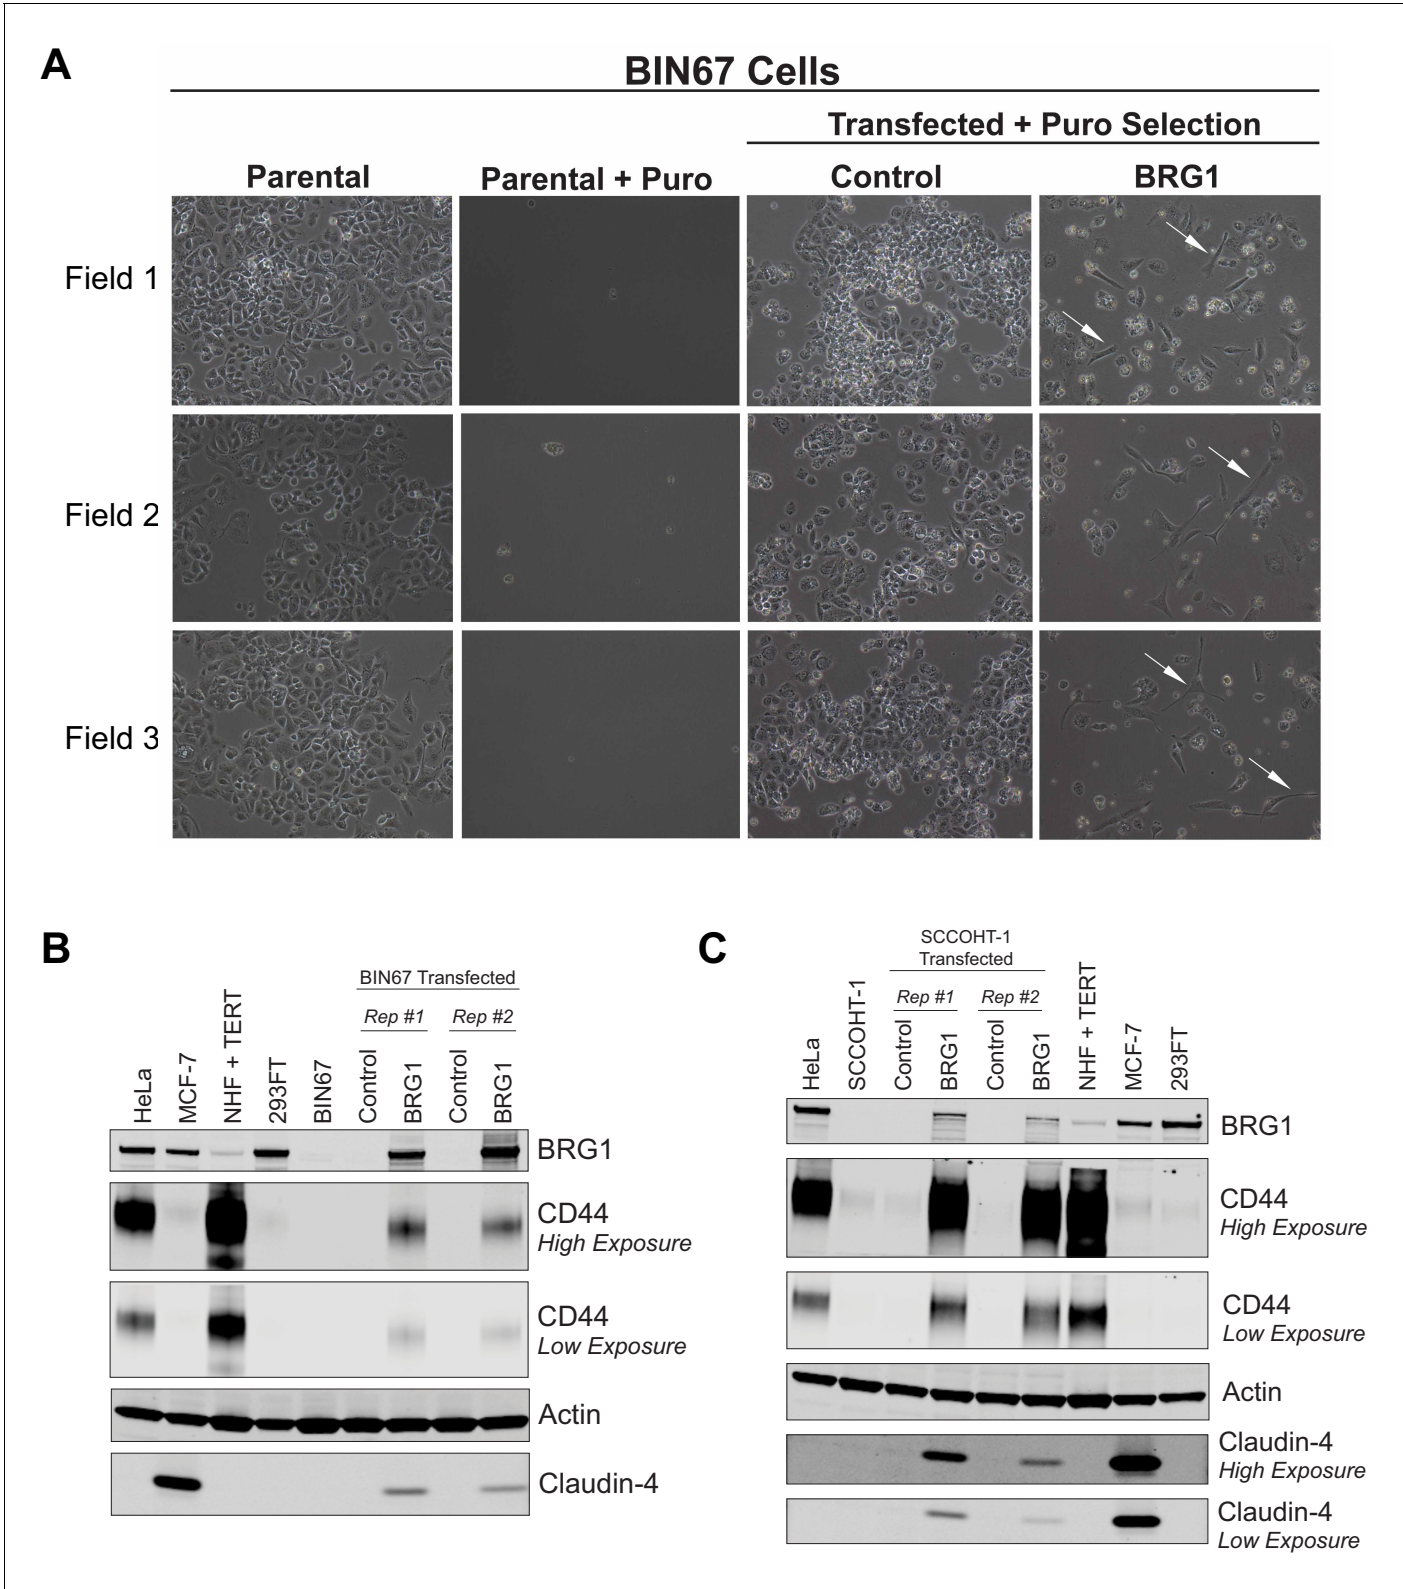 A
BIN67 Cells
Transfected + Puro Selection
Parental
Parental + Puro
Control
BRG1
Field 1
Field 2
Field 3
B
BIN67 Transfected
Rep #1
Rep #2
HeLa
MCF-7
NHF + TERT
293FT
BIN67
Control
BRG1
Control
BRG1
BRG1
CD44
High Exposure
CD44
Low Exposure
Actin
Claudin-4
C
SCCOHT-1
Transfected
Rep #1
Rep #2
HeLa
SCCOHT-1
Control
BRG1
Control
BRG1
NHF + TERT
MCF-7
293FT
BRG1
CD44
High Exposure
CD44
Low Exposure
Actin
Claudin-4
High Exposure
Claudin-4
Low Exposure